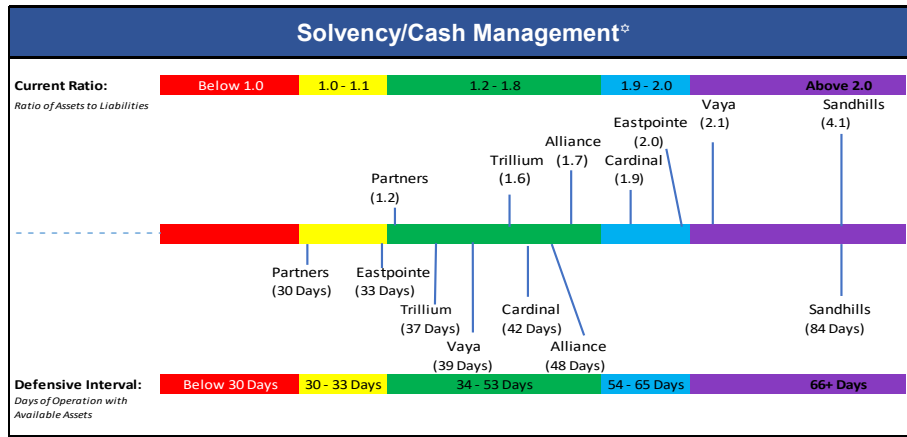 Solvency/Cash Management✡
Current Ratio: Below 1.0 1.0 - 1.1 1.2 - 1.8 1.9 - 2.0 Above 2.0
Ratio of Assets to Liabilities
Vaya
(2.1)
Sandhills
(4.1)
Eastpointe
(2.0)
Alliance
(1.7)
Trillium
(1.6)
Cardinal
(1.9)
Partners
(1.2)
Partners
(30 Days)
Eastpointe
(33 Days)
Trillium
(37 Days)
Cardinal
(42 Days)
Sandhills
(84 Days)
Vaya
(39 Days)
Alliance
(48 Days)
Defensive Interval: Below 30 Days 30 - 33 Days 34 - 53 Days 54 - 65 Days 66+ Days
Days of Operation with
Available Assets